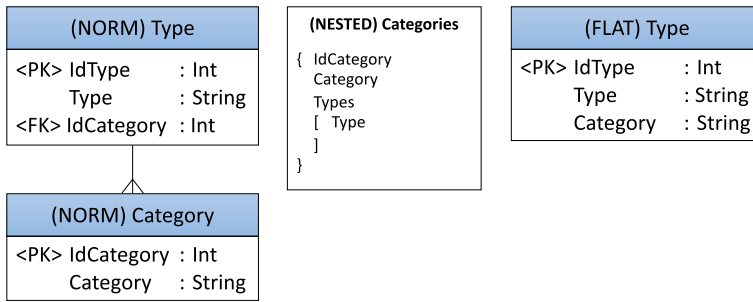 (NORM) Type
<PK> IdType : Int
Type : String
<FK> IdCategory : Int
(NORM) Category
<PK> IdCategory : Int
Category : String
(NESTED) Categories
{ IdCategory
Category
Types
[ Type
]
}
(FLAT) Type
<PK> IdType : Int
Type : String
Category : String